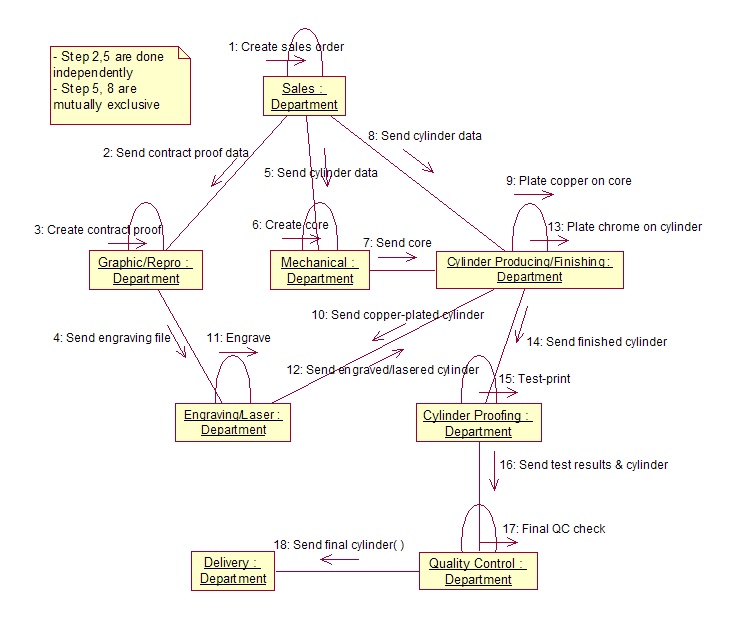 1: Create sales order
- Step 2,5 are done
independently
- Step 5, 8 are
mutually exclusive
Sales :
Department
8: Send cylinder data
2: Send contract proof data
5: Send cylinder data
9: Plate copper on core
3: Create contract proof
6: Create core
13: Plate chrome on cylinder
7: Send core
Graphic/Repro :
Department
Mechanical :
Department
Cylinder Producing/Finishing :
Department
10: Send copper-plated cylinder
4: Send engraving file
11: Engrave
14: Send finished cylinder
12: Send engraved/lasered cylinder
15: Test-print
Engraving/Laser :
Department
Cylinder Proofing :
Department
16: Send test results & cylinder
17: Final QC check
18: Send final cylinder( )
Delivery :
Department
Quality Control :
Department